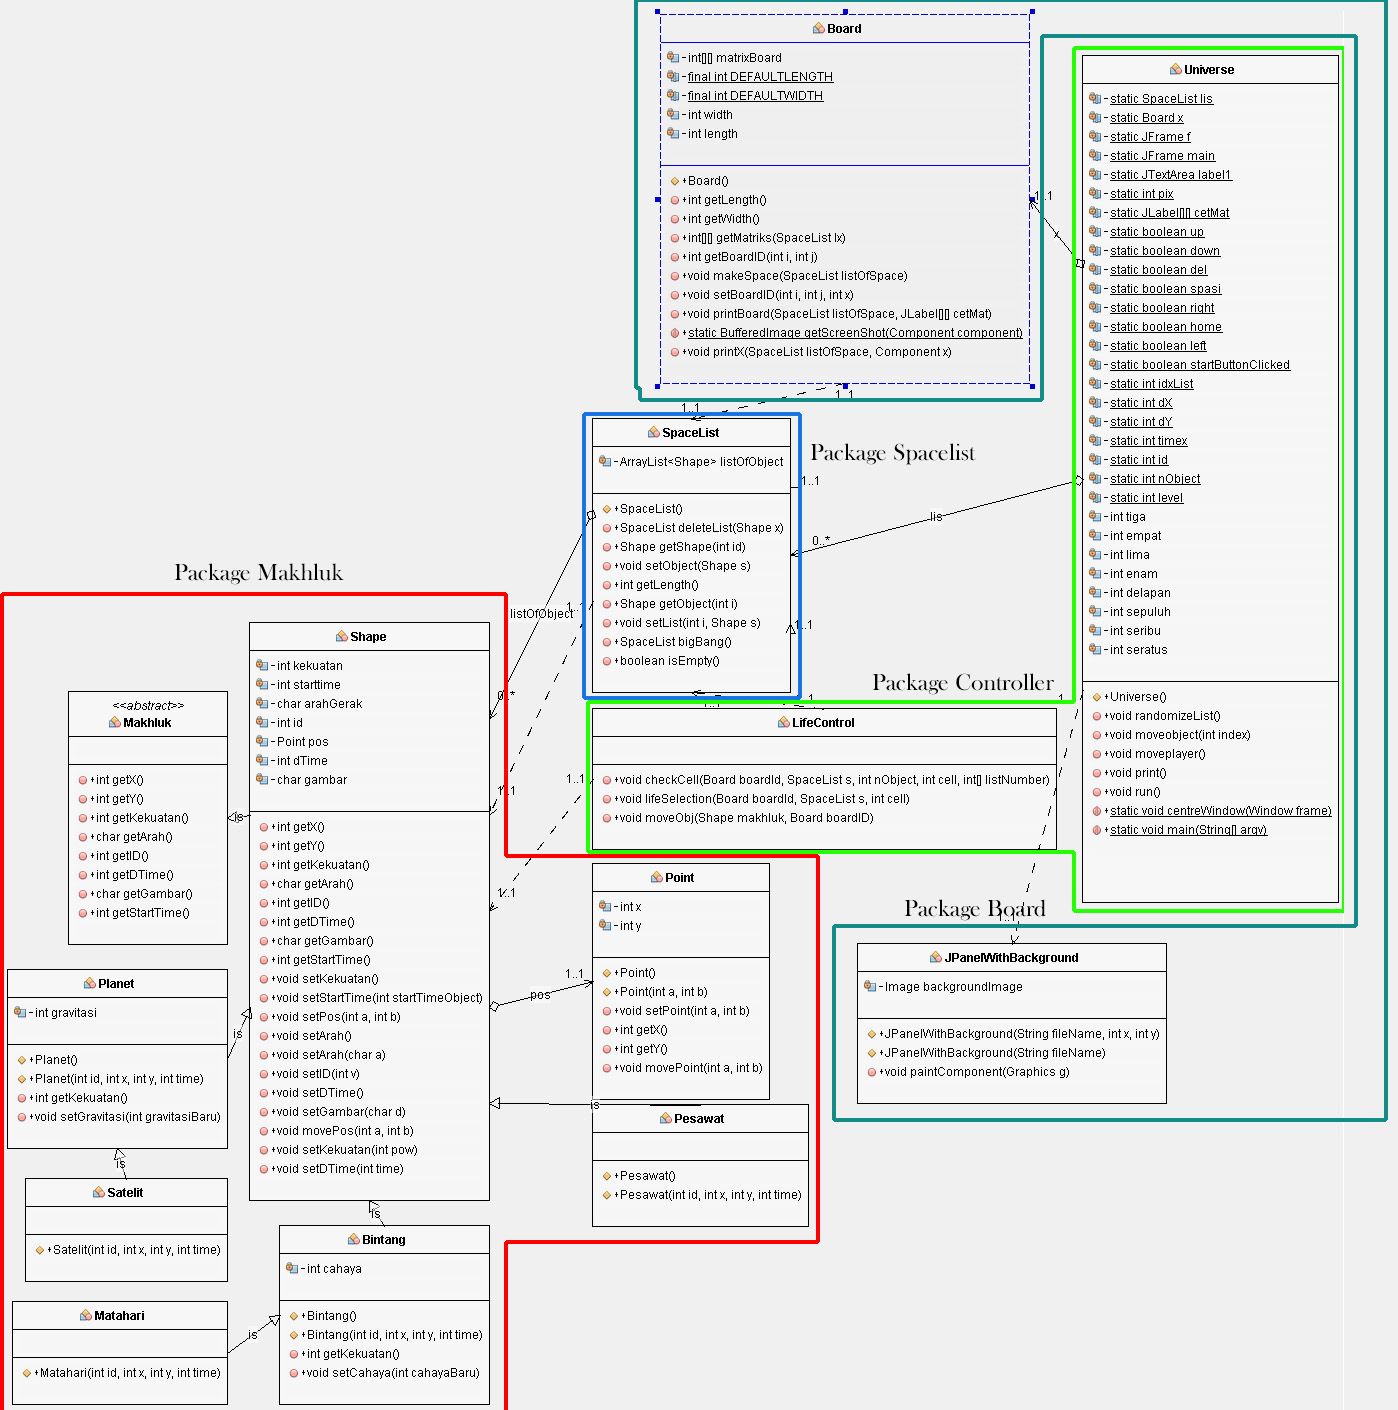 Board
- int[][] matrixBoard
- final int DEFAULTLENGTH
- final int DEFAULTWIDTH
- int width
- int length
+Board()
+int getLength()
+int getWidth()
+int[][] getMatriks(SpaceList lx)
+int getBoardID(int i, int j)
+void makeSpace(SpaceList listOfSpace)
+void setBoardID(int i, int j, int x)
+void printBoard(SpaceList listOfSpace, JLabel[][] cetMat)
+static BufferedImage getScreenShot(Component component)
+void printX(SpaceList listOfSpace, Component x)
1..1
x
1..1
1..1
Universe
- static SpaceList lis
- static Board x
- static JFrame f
- static JFrame main
- static JTextArea label1
- static int pix
- static JLabel[][] cetMat
- static boolean up
- static boolean down
- static boolean del
- static boolean spasi
- static boolean right
- static boolean home
- static boolean left
- static boolean startButtonClicked
- static int idxList
- static int dX
- static int dY
- static int timex
- static int id
- static int nObject
- static int level
- int tiga
- int empat
- int lima
- int enam
- int delapan
- int sepuluh
- int seribu
- int seratus
+Universe()
+void randomizeList()
+void moveobject(int index)
+void moveplayer()
+void print()
+void run()
+static void centreWindow(Window frame)
+static void main(String[] argv)
SpaceList
- ArrayList<Shape> listOfObject
+SpaceList()
+SpaceList deleteList(Shape x)
+Shape getShape(int id)
+void setObject(Shape s)
+int getLength()
+Shape getObject(int i)
+void setList(int i, Shape s)
+SpaceList bigBang()
+boolean isEmpty()
Package Spacelist
1..1
lis
0..*
1..1
listOfObject
1..1
0..*
1..1
Package Controller
LifeControl
+void checkCell(Board boardId, SpaceList s, int nObject, int cell, int[] listNumber)
+void lifeSelection(Board boardId, SpaceList s, int cell)
+void moveObj(Shape makhluk, Board boardID)
1..1
1..1
Package Makhluk
Shape
- int kekuatan
- int starttime
- char arahGerak
- int id
- Point pos
- int dTime
- char gambar
+int getX()
+int getY()
+int getKekuatan()
+char getArah()
+int getID()
+int getDTime()
+char getGambar()
+int getStartTime()
+void setKekuatan()
+void setStartTime(int startTimeObject)
+void setPos(int a, int b)
+void setArah()
+void setArah(char a)
+void setID(int v)
+void setDTime()
+void setGambar(char d)
+void movePos(int a, int b)
+void setKekuatan(int pow)
+void setDTime(int time)
<<abstract>>
Makhluk
+int getX()
+int getY()
+int getKekuatan()
+char getArah()
+int getID()
+int getDTime()
+char getGambar()
+int getStartTime()
is
Planet
- int gravitasi
+Planet()
+Planet(int id, int x, int y, int time)
+int getKekuatan()
+void setGravitasi(int gravitasiBaru)
is
is
Satelit
+Satelit(int id, int x, int y, int time)
Matahari
+Matahari(int id, int x, int y, int time)
is
is
Bintang
- int cahaya
+Bintang()
+Bintang(int id, int x, int y, int time)
+int getKekuatan()
+void setCahaya(int cahayaBaru)
Point
- int x
- int y
+Point()
+Point(int a, int b)
+void setPoint(int a, int b)
+int getX()
+int getY()
+void movePoint(int a, int b)
1..1
pos
is
Pesawat
+Pesawat()
+Pesawat(int id, int x, int y, int time)
Package Board
JPanelWithBackground
- Image backgroundImage
+JPanelWithBackground(String fileName, int x, int y)
+JPanelWithBackground(String fileName)
+void paintComponent(Graphics g)